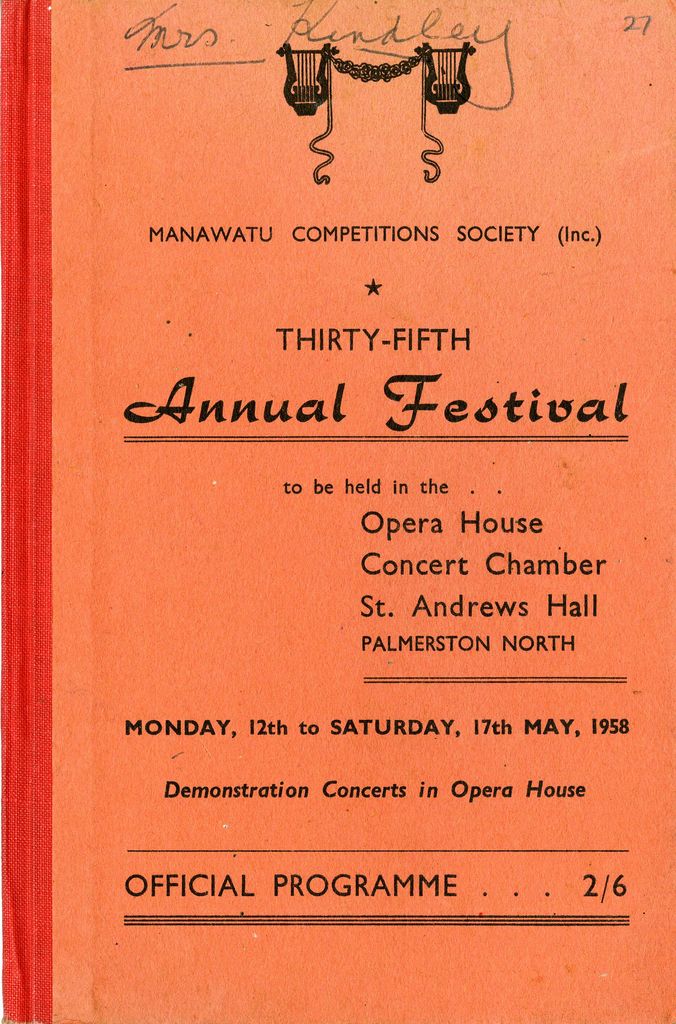 Mrs. Hindley
27
MANAWATU COMPETITIONS SOCIETY (Inc.)
THIRTY-FIFTH
Annual Festival
to be held in the . .
Opera House
Concert Chamber
St. Andrews Hall
PALMERSTON NORTH
MONDAY, 12th to SATURDAY, 17th MAY, 1958
Demonstration Concerts in Opera House
OFFICIAL PROGRAMME . . . 2/6